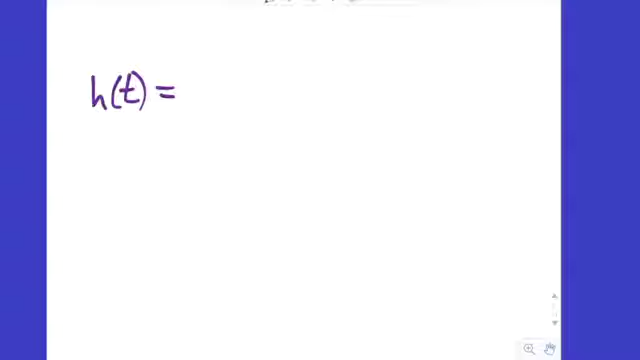 h(t) =